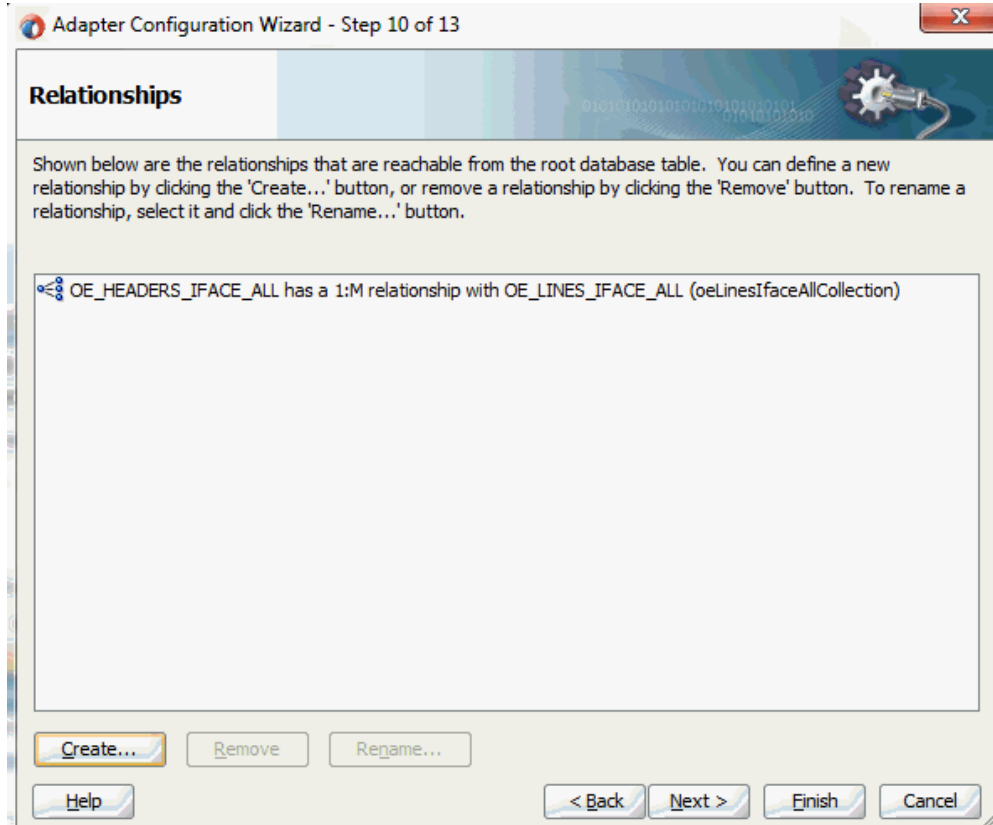 Adapter Configuration Wizard - Step 10 of 13
Relationships
Shown below are the relationships that are reachable from the root database table. You can define a new
relationship by clicking the 'Create...' button, or remove a relationship by clicking the 'Remove' button. To rename a
relationship, select it and click the 'Rename...' button.
OE_HEADERS_IFACE_ALL has a 1:M relationship with OE_LINES_IFACE_ALL (oeLinesIfaceAllCollection)
Create... Remove Rename...
Help < Back Next > Finish Cancel